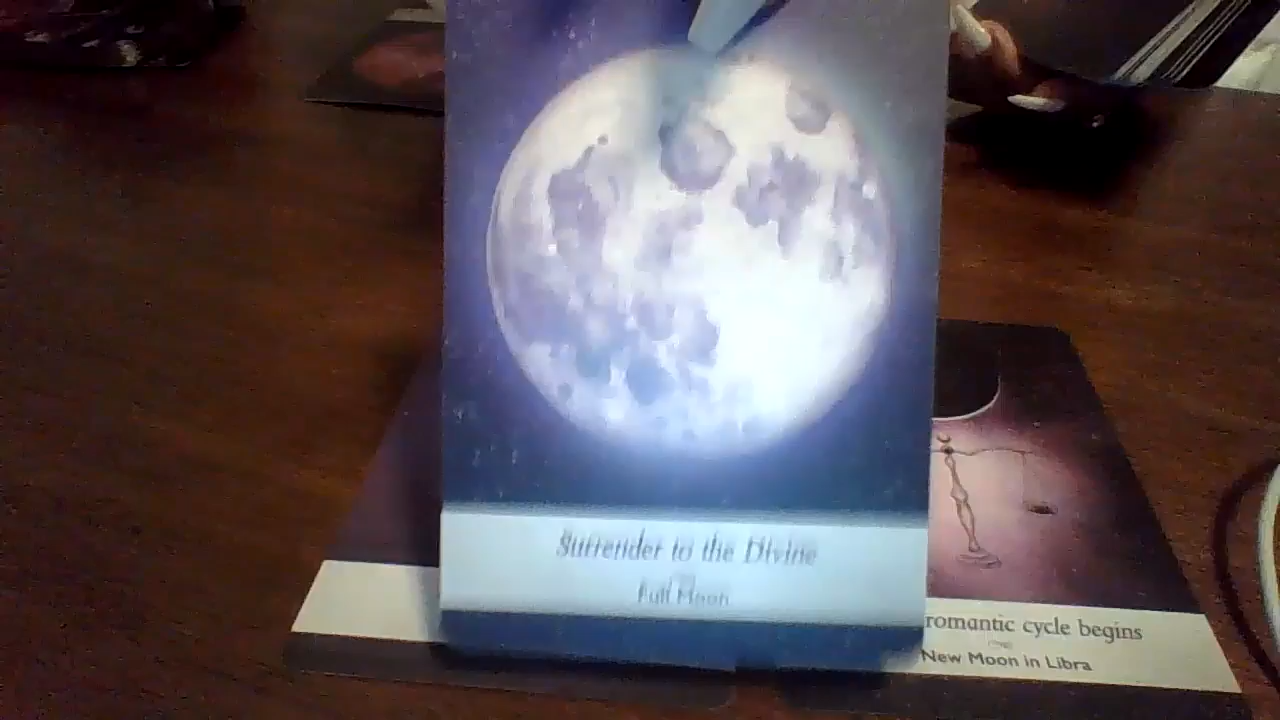 Surrender to the Divine
Full Moon
romantic cycle begins
New Moon in Libra